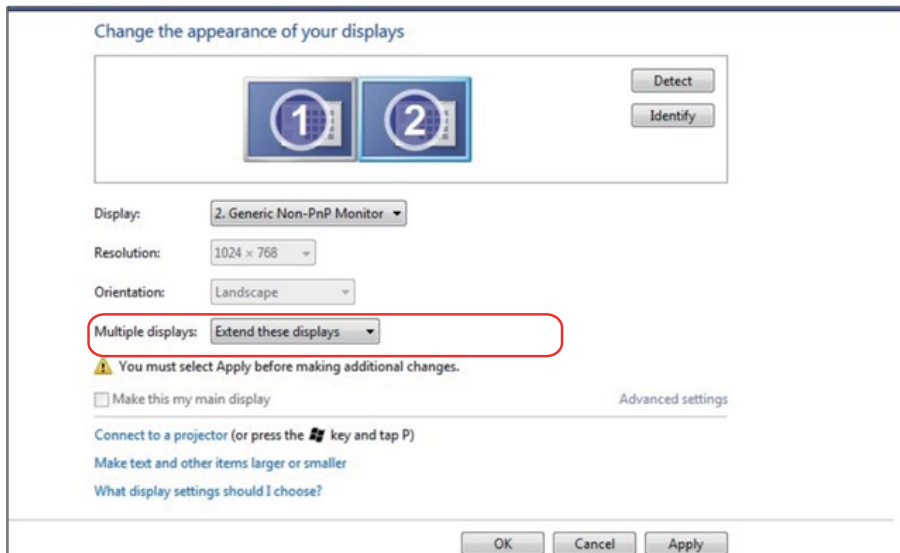 Change the appearance of your displays
1 2
Detect
Identify
Display: 2. Generic Non-PnP Monitor
Resolution: 1024 × 768
Orientation: Landscape
Multiple displays: Extend these displays
You must select Apply before making additional changes.
Make this my main display Advanced settings
Connect to a projector (or press the key and tap P)
Make text and other items larger or smaller
What display settings should I choose?
OK Cancel Apply